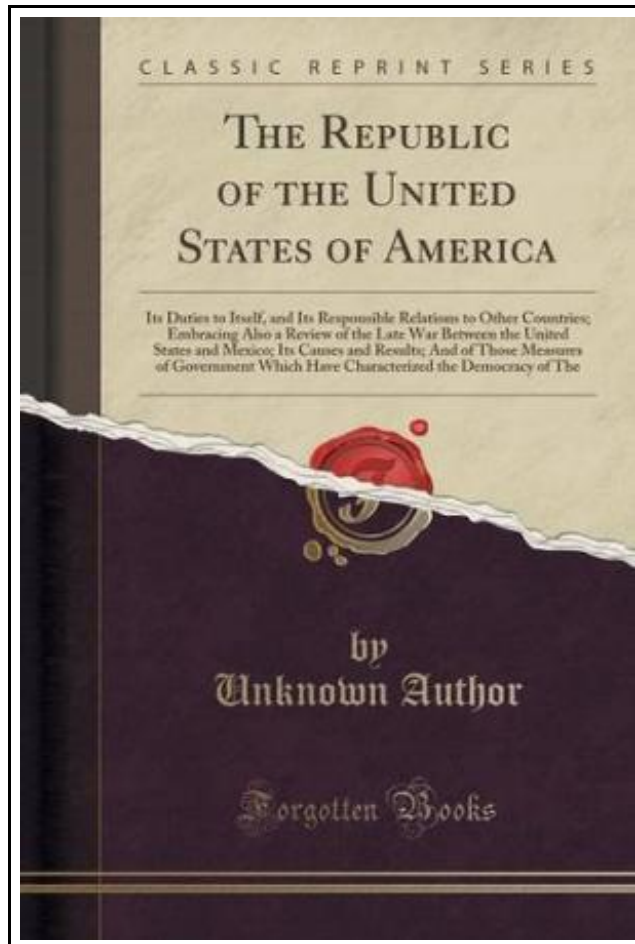 CLASSIC REPRINT SERIES
THE REPUBLIC
OF THE UNITED
STATES OF AMERICA
Its Duties to Itself, and Its Responsible Relations to Other Countries;
Embracing Also a Review of the Late War Between the United
States and Mexico; Its Causes and Results; And of Those Measures
of Government Which Have Characterized the Democracy of The
by
Unknown Author
Forgotten Books